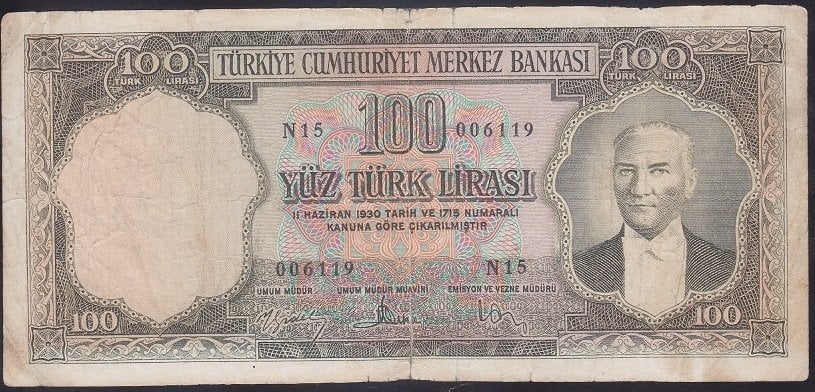 100
TÜRK LİRASI
TÜRKİYE CUMHURİYET MERKEZ BANKASI
100
TÜRK LİRASI
N15 100 006119
YÜZ TÜRK LİRASI
11 HAZİRAN 1930 TARİH VE 1715 NUMARALI
KANUNA GÖRE ÇIKARILMIŞTIR
006119 N15
UMUM MÜDÜR UMUM MÜDÜR MUAVİNİ EMİSYON VE VEZNE MÜDÜRÜ
100 100